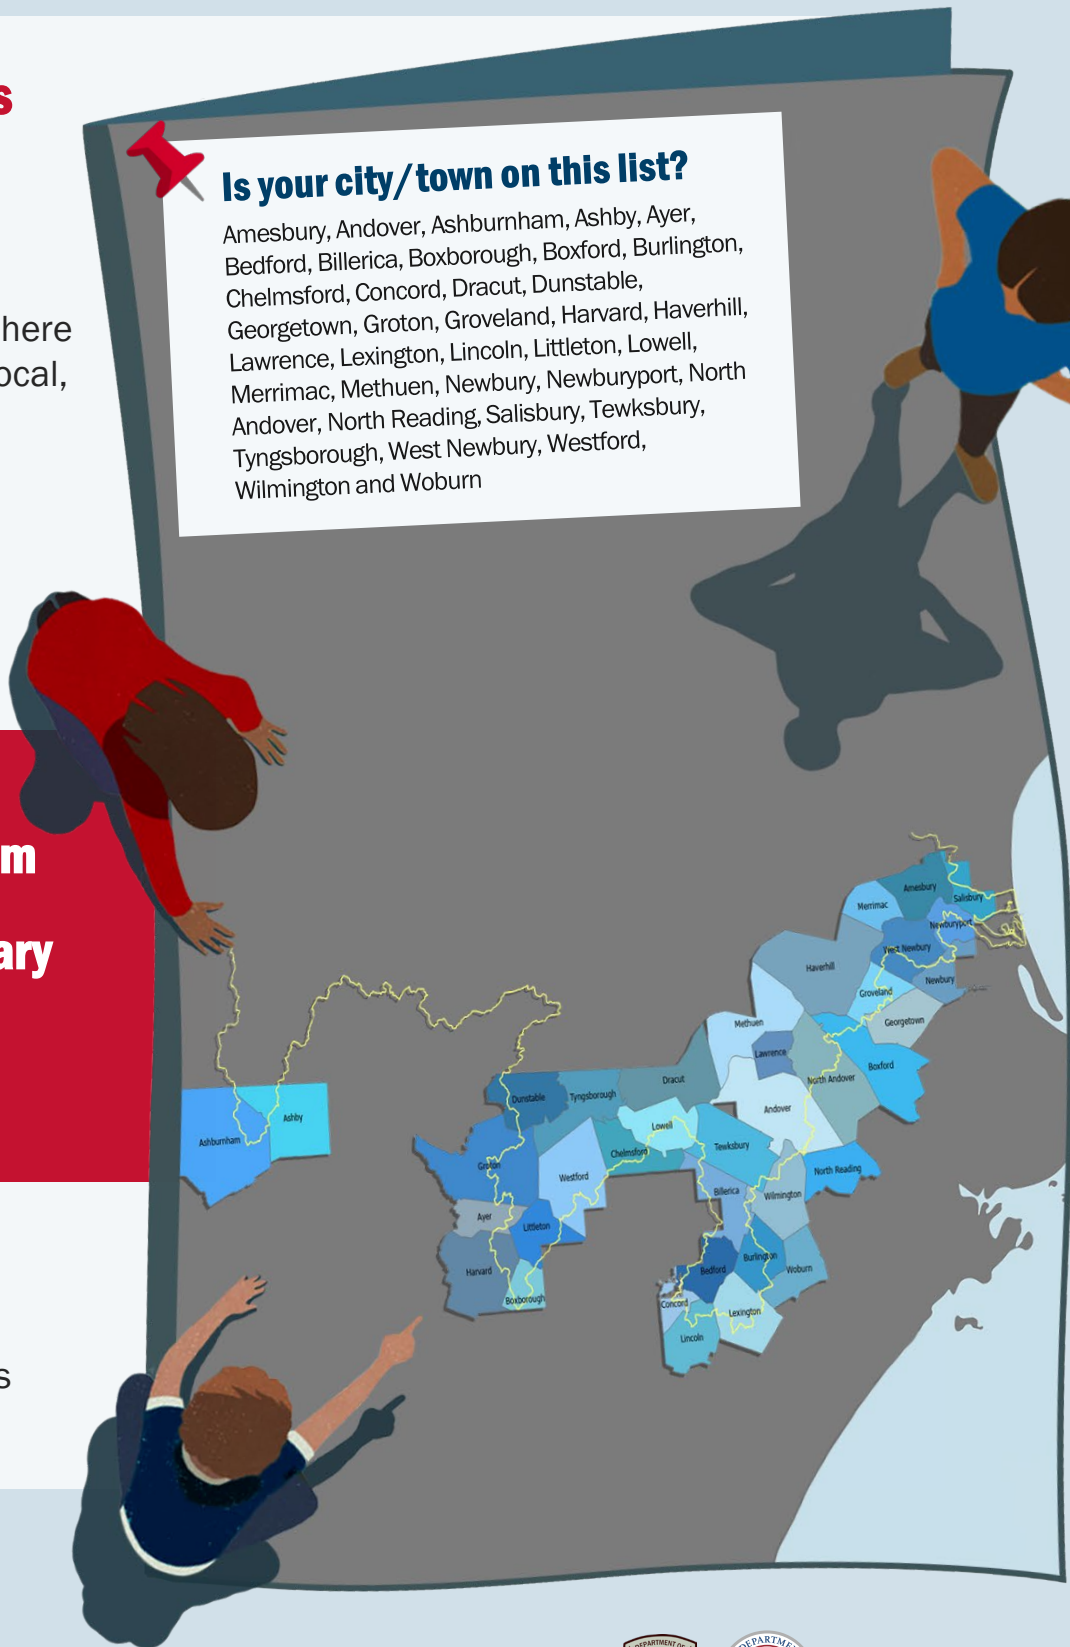 s
here
ocal,
m
ary
s
Is your city/town on this list?
Amesbury, Andover, Ashburnham, Ashby, Ayer,
Bedford, Billerica, Boxborough, Boxford, Burlington,
Chelmsford, Concord, Dracut, Dunstable,
Georgetown, Groton, Groveland, Harvard, Haverhill,
Lawrence, Lexington, Lincoln, Littleton, Lowell,
Merrimac, Methuen, Newbury, Newburyport, North
Andover, North Reading, Salisbury, Tewksbury,
Tyngsborough, West Newbury, Westford,
Wilmington and Woburn
Amesbury
Salisbury
Merrimac
Newburyport
West Newbury
Haverhill
Newbury
Groveland
Georgetown
Methuen
Lawrence
Boxford
North Andover
Dracut
Andover
Dunstable
Tyngsborough
Ashby
Ashburnham
Lowell
Chelmsford
Tewksbury
Groton
Westford
North Reading
Billerica
Wilmington
Ayer
Littleton
Burlington
Woburn
Harvard
Bedford
Boxborough
Concord
Lexington
Lincoln
DEPARTMENT OF
DEPARTME